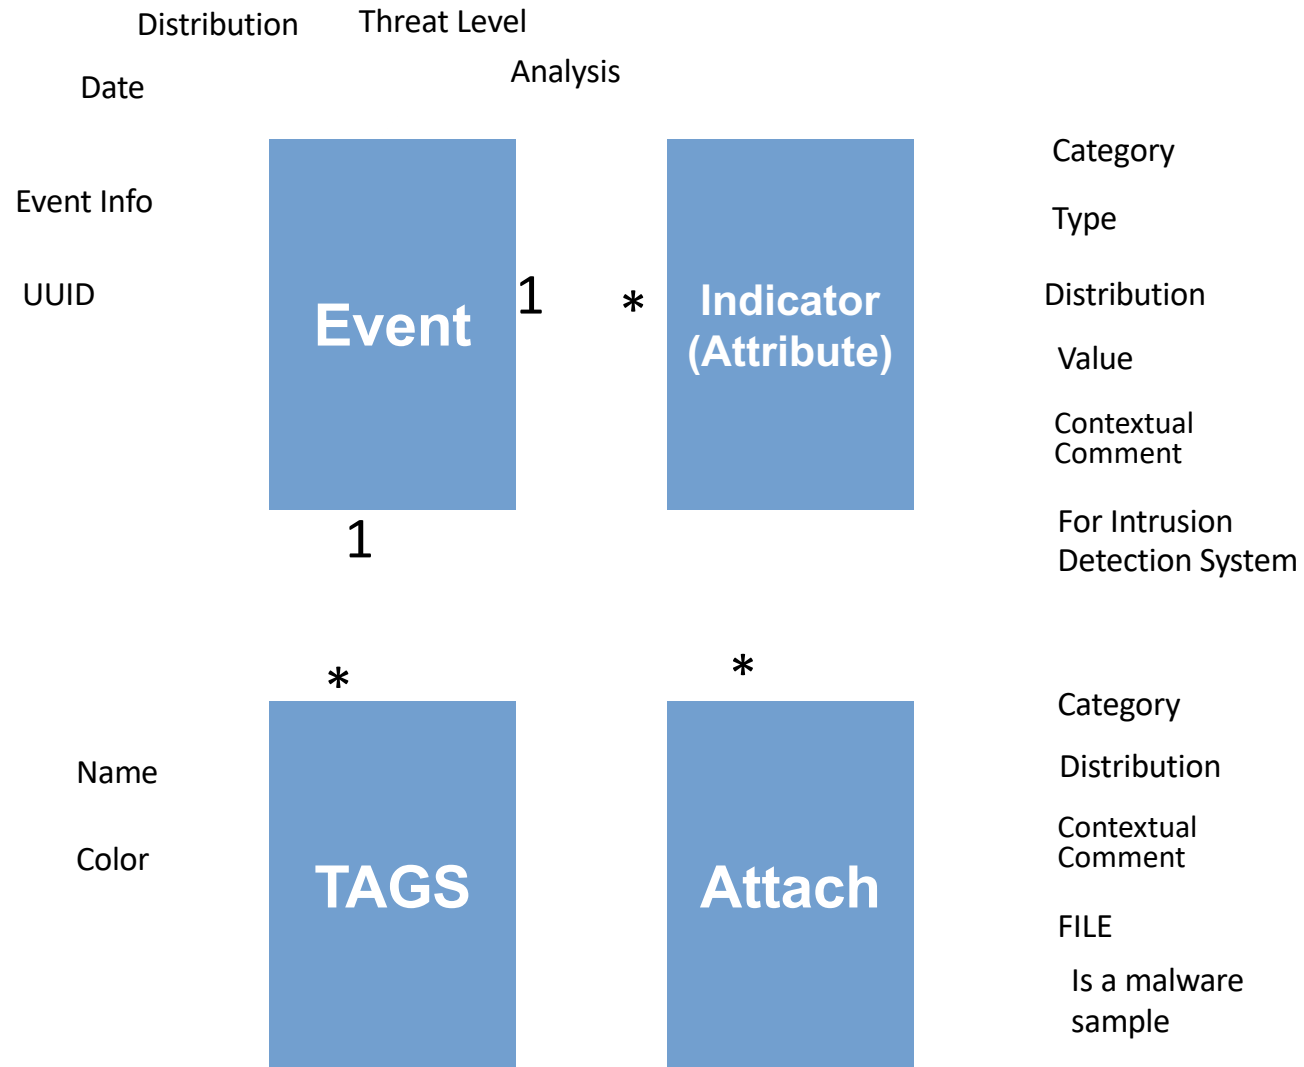 Distribution
Threat Level
Analysis
Date
Event Info
UUID
Event
1
*
Indicator
(Attribute)
Category
Type
Distribution
Value
Contextual
Comment
For Intrusion
Detection System
1
*
*
Name
Color
TAGS
Attach
Category
Distribution
Contextual
Comment
FILE
Is a malware
sample